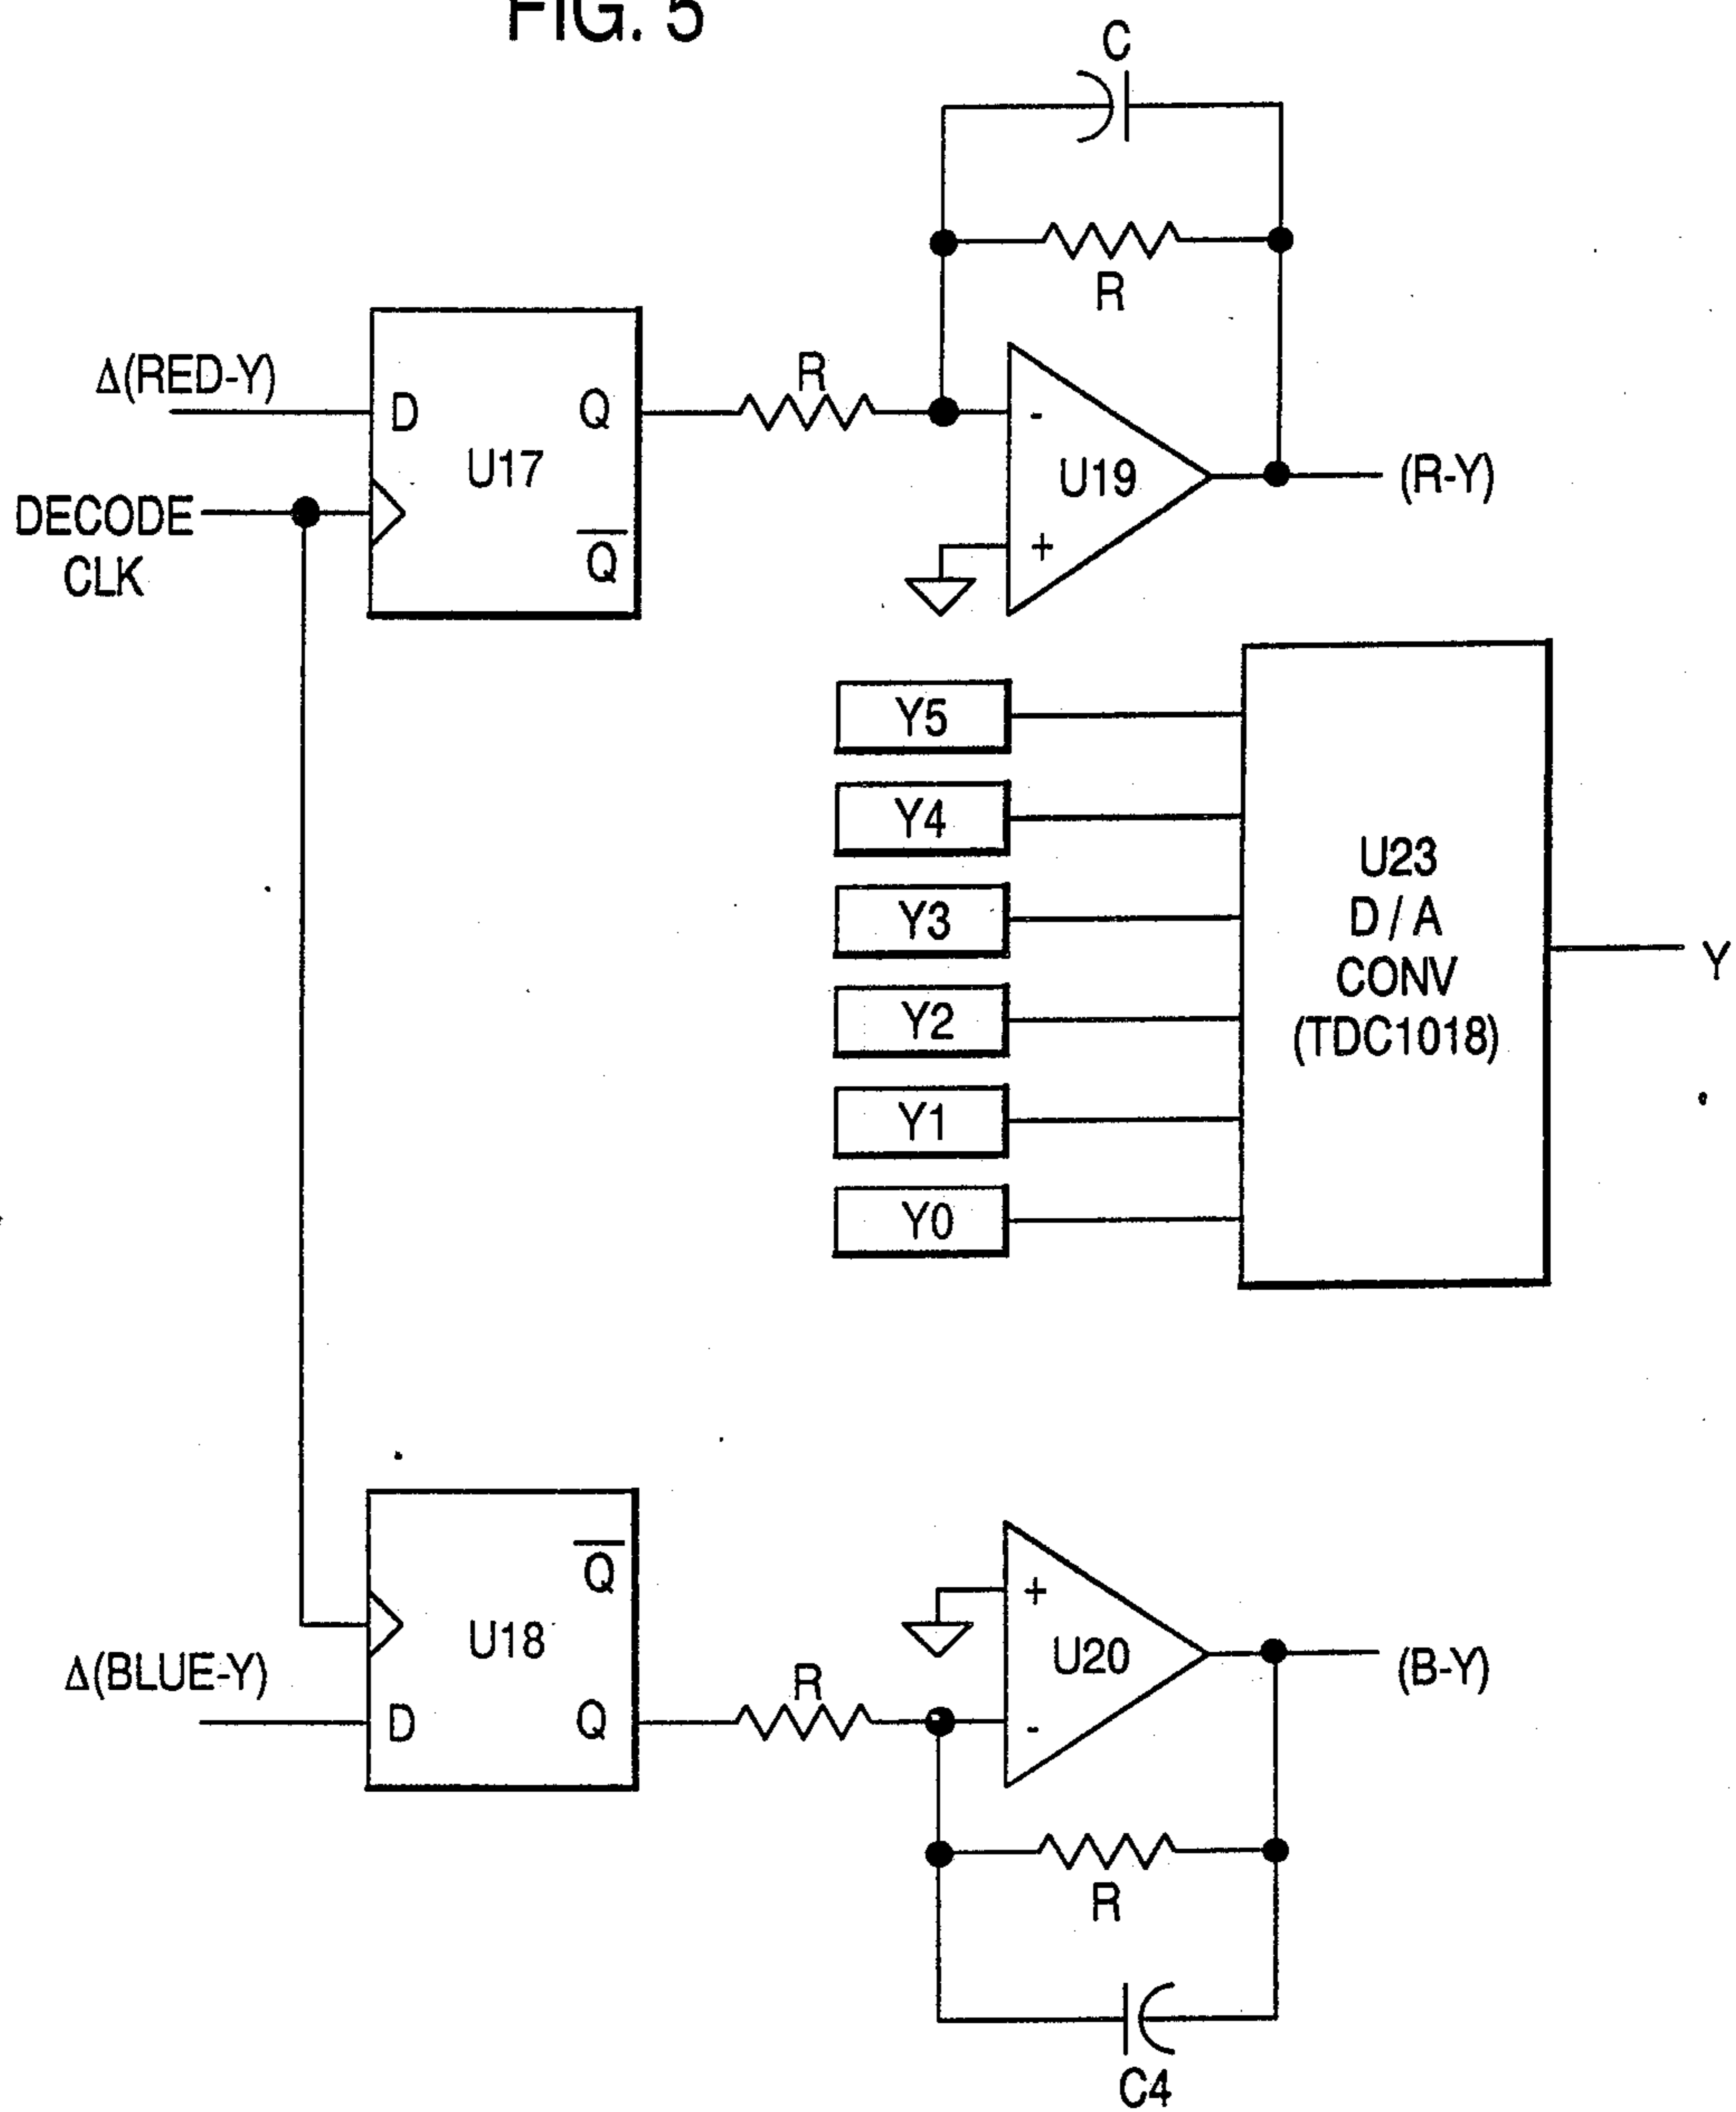 FIG. 5
C
R
Δ(RED-Y)
D
Q
R
-
U17
U19
(R-Y)
DECODE
CLK
Q̅
+
Y5
Y4
Y3
Y2
Y1
Y0
U23
D / A
CONV
(TDC1018)
Y
Q̅
+
U18
U20
(B-Y)
Δ(BLUE-Y)
R
D
Q
-
R
C4